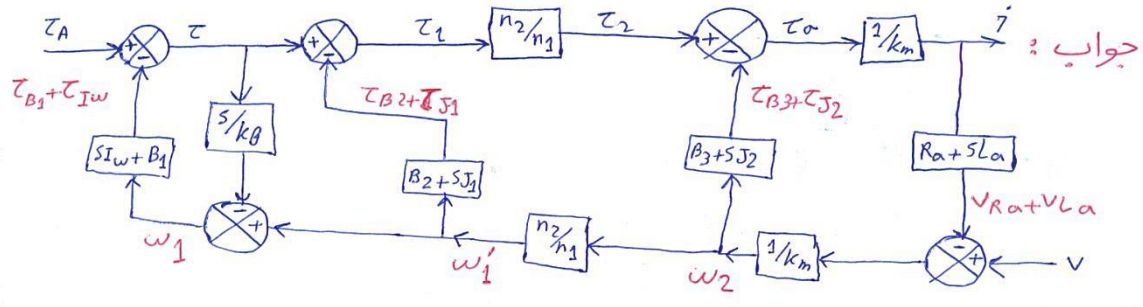 τA τ τ1 n2/n1 τ2 τa 1/km i جواب :
+ - + - + -
τB1+τIω τB2+τJ1 τB3+τJ2
S/kθ
SIω+B1 B2+SJ1 B3+SJ2 Ra+SLa
VRa+VLa
- + - +
ω1 ω1' n2/n1 ω2 1/km V